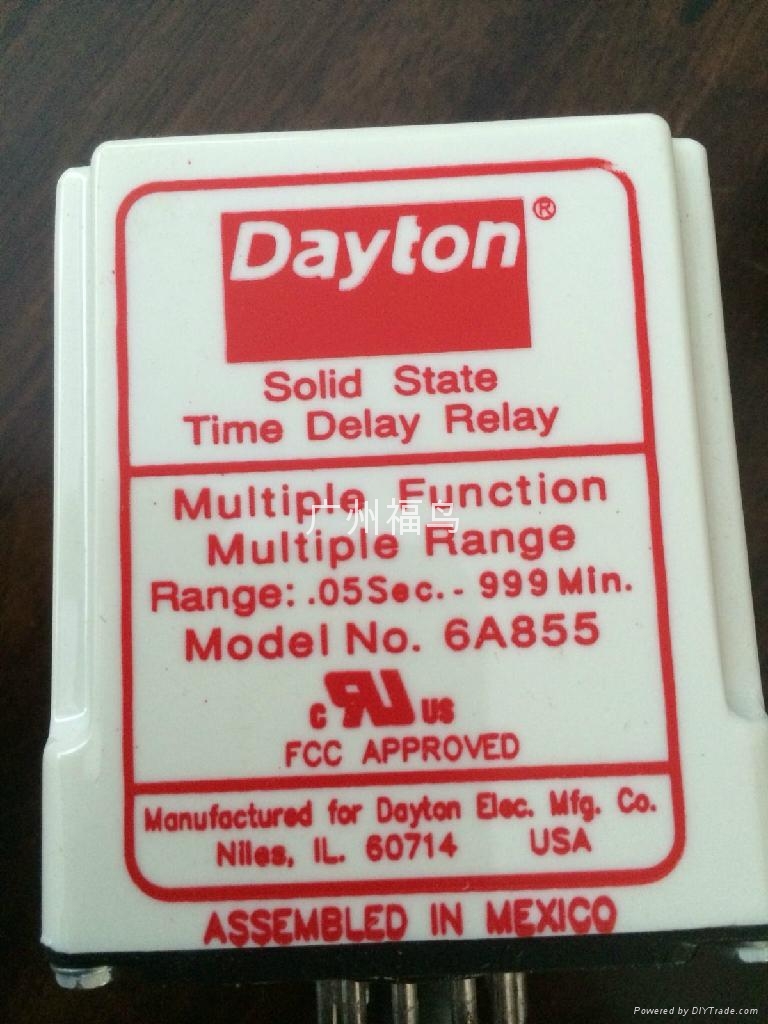 Dayton®
Solid State
Time Delay Relay
Multiple Function
广州福鸟
Multiple Range
Range: .05 Sec. - 999 Min.
Model No. 6A855
c RU US
FCC APPROVED
Manufactured for Dayton Elec. Mfg. Co.
Niles, IL. 60714 USA
ASSEMBLED IN MEXICO
Powered by DIYTrade.com